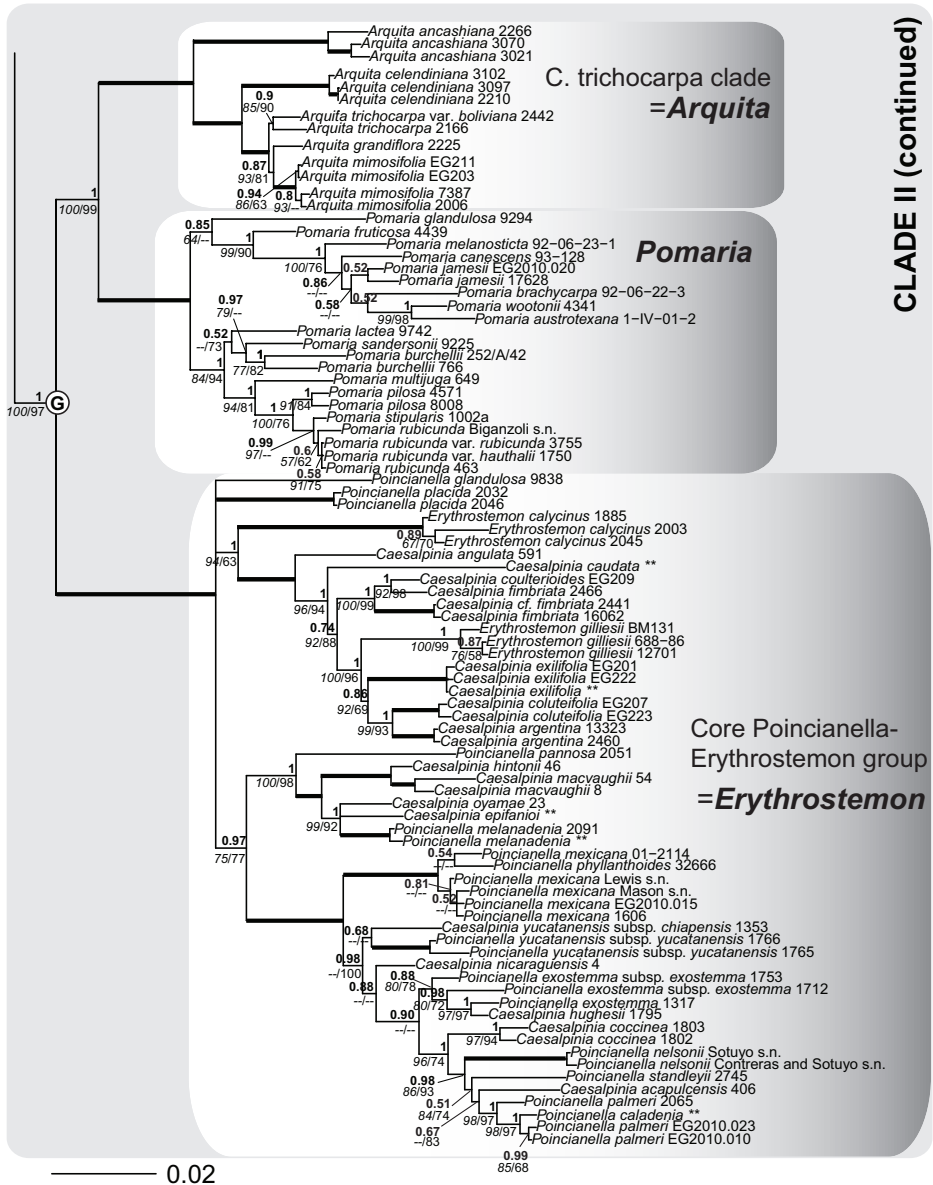 CLADE II (continued)
Arquita ancashiana 2266
Arquita ancashiana 3070
Arquita ancashiana 3021
Arquita celendiniana 3102
Arquita celendiniana 3097
Arquita celendiniana 2210
C. trichocarpa clade
=Arquita
0.9
85/90
Arquita trichocarpa var. boliviana 2442
Arquita trichocarpa 2166
Arquita grandiflora 2225
0.87
93/81
Arquita mimosifolia EG211
Arquita mimosifolia EG203
0.94
86/63
0.8
93/--
Arquita mimosifolia 7387
Arquita mimosifolia 2006
1
100/99
Pomaria glandulosa 9294
0.85
64/--
Pomaria fruticosa 4439
1
99/90
Pomaria
Pomaria melanosticta 92-06-23-1
1
100/76
Pomaria canescens 93-128
Pomaria jamesii EG2010.020
0.52
Pomaria jamesii 17628
0.86
--/--
Pomaria brachycarpa 92-06-22-3
0.52
0.58
--/--
Pomaria wootonii 4341
1
99/98
Pomaria austrotexana 1-IV-01-2
0.97
79/--
Pomaria lactea 9742
0.52
--/73
Pomaria sandersonii 9225
Pomaria burchellii 252/A/42
1
77/82
Pomaria burchellii 766
1
84/94
Pomaria multijuga 649
1
94/81
Pomaria pilosa 4571
1
91/84
Pomaria pilosa 8008
1
100/76
Pomaria stipularis 1002a
Pomaria rubicunda Biganzoli s.n.
0.99
97/--
Pomaria rubicunda var. rubicunda 3755
0.6
57/62
Pomaria rubicunda var. hauthalii 1750
Pomaria rubicunda 463
0.58
91/75
1
100/97
G
Poincianella glandulosa 9838
Poincianella placida 2032
Poincianella placida 2046
Erythrostemon calycinus 1885
Erythrostemon calycinus 2003
0.89
67/70
Erythrostemon calycinus 2045
1
94/63
Caesalpinia angulata 591
Caesalpinia caudata **
Caesalpinia coulterioides EG209
1
92/98
Caesalpinia fimbriata 2466
1
96/94
1
100/99
Caesalpinia cf. fimbriata 2441
Caesalpinia fimbriata 16062
0.74
92/88
Erythrostemon gilliesii BM131
1
100/99
Erythrostemon gilliesii 688-86
0.87
76/58
Erythrostemon gilliesii 12701
1
100/96
Caesalpinia exilifolia EG201
Caesalpinia exilifolia EG222
Caesalpinia exilifolia **
0.86
92/69
Caesalpinia coluteifolia EG207
Caesalpinia coluteifolia EG223
1
99/93
Caesalpinia argentina 13323
Caesalpinia argentina 2460
Core Poincianella-
Erythrostemon group
=Erythrostemon
Poincianella pannosa 2051
1
100/98
Caesalpinia hintonii 46
Caesalpinia macvaughii 54
Caesalpinia macvaughii 8
Caesalpinia oyamae 23
1
99/92
Caesalpinia epifanioi **
Poincianella melanadenia 2091
Poincianella melanadenia **
0.97
75/77
Poincianella mexicana 01-2114
0.54
--/--
Poincianella phyllanthoides 32666
Poincianella mexicana Lewis s.n.
0.81
--/--
Poincianella mexicana Mason s.n.
0.52
--/--
Poincianella mexicana EG2010.015
Poincianella mexicana 1606
Caesalpinia yucatanensis subsp. chiapensis 1353
0.68
--/--
Poincianella yucatanensis subsp. yucatanensis 1766
Poincianella yucatanensis subsp. yucatanensis 1765
0.98
--/100
Caesalpinia nicaraguensis 4
0.88
--/--
Poincianella exostemma subsp. exostemma 1753
0.88
80/78
Poincianella exostemma subsp. exostemma 1712
0.98
80/72
Poincianella exostemma 1317
1
97/97
Caesalpinia hughesii 1795
0.90
--/--
Caesalpinia coccinea 1803
1
97/94
Caesalpinia coccinea 1802
1
96/74
Poincianella nelsonii Sotuyo s.n.
Poincianella nelsonii Contreras and Sotuyo s.n.
0.98
86/93
Poincianella standleyii 2745
Caesalpinia acapulcensis 406
0.51
84/74
Poincianella palmeri 2065
1
98/97
0.67
--/83
Poincianella caladenia **
1
98/97
Poincianella palmeri EG2010.023
Poincianella palmeri EG2010.010
0.99
85/68
0.02